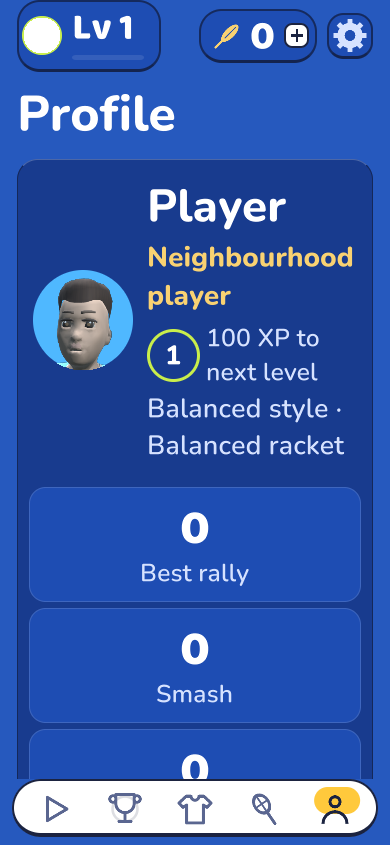 Lv 1
0
Profile
Player
Neighbourhood
player
1
100 XP to
next level
Balanced style ·
Balanced racket
0
Best rally
0
Smash
0